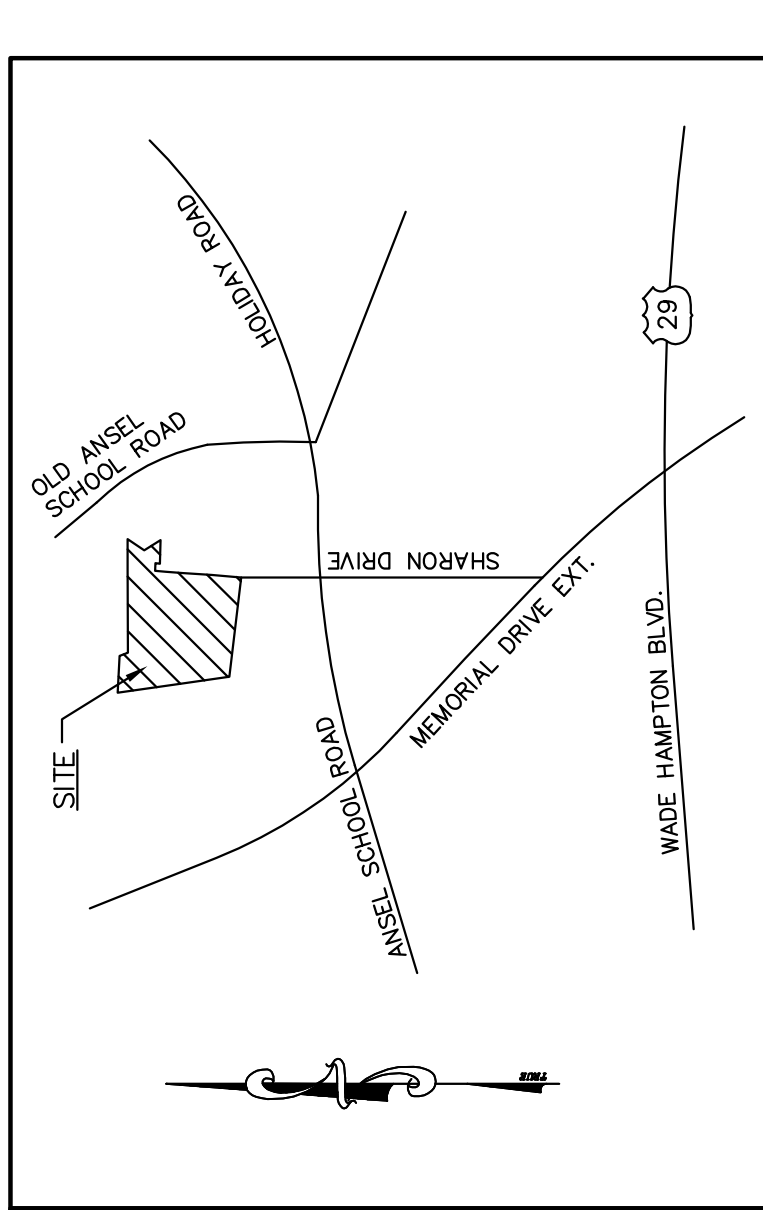 HOLIDAY ROAD
OLD ANSEL
SCHOOL ROAD
29
SHARON DRIVE
MEMORIAL DRIVE EXT.
WADE HAMPTON BLVD.
SITE
ANSEL SCHOOL ROAD
TRUE